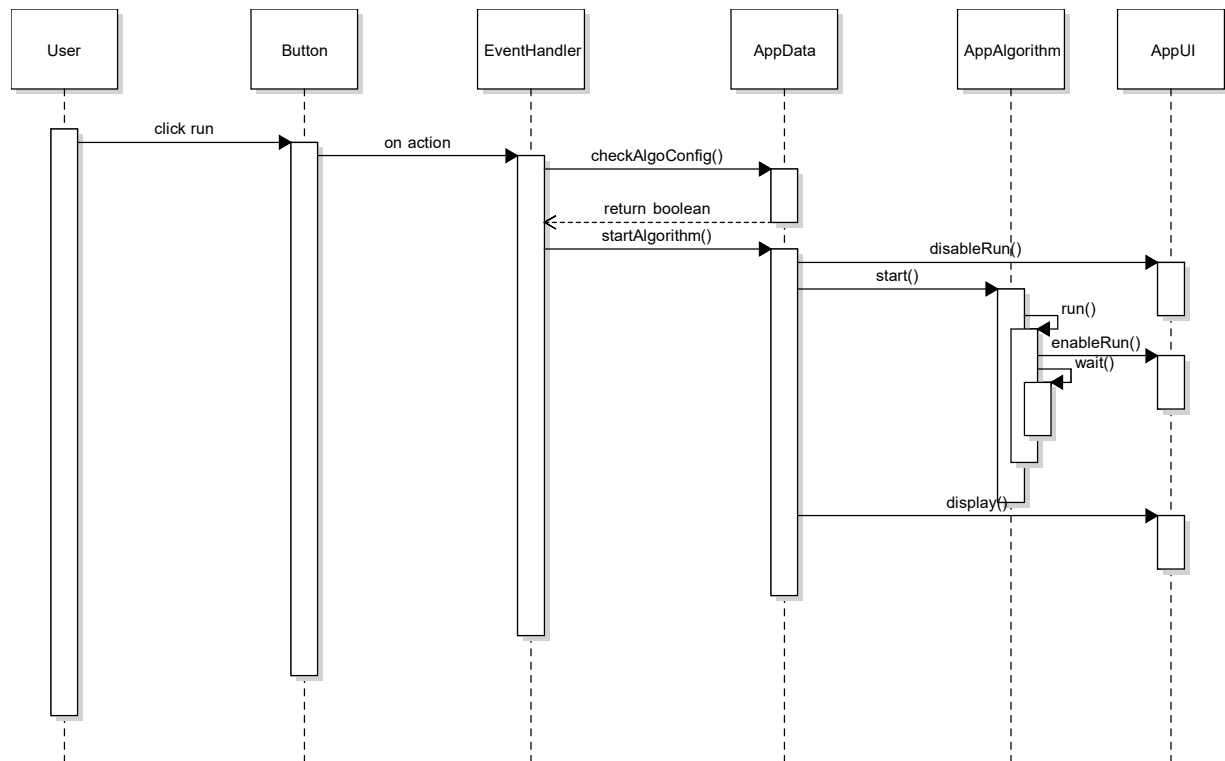 User
Button
EventHandler
AppData
AppAlgorithm
AppUI
click run
on action
checkAlgoConfig()
return boolean
startAlgorithm()
disableRun()
start()
run()
enableRun()
wait()
display()